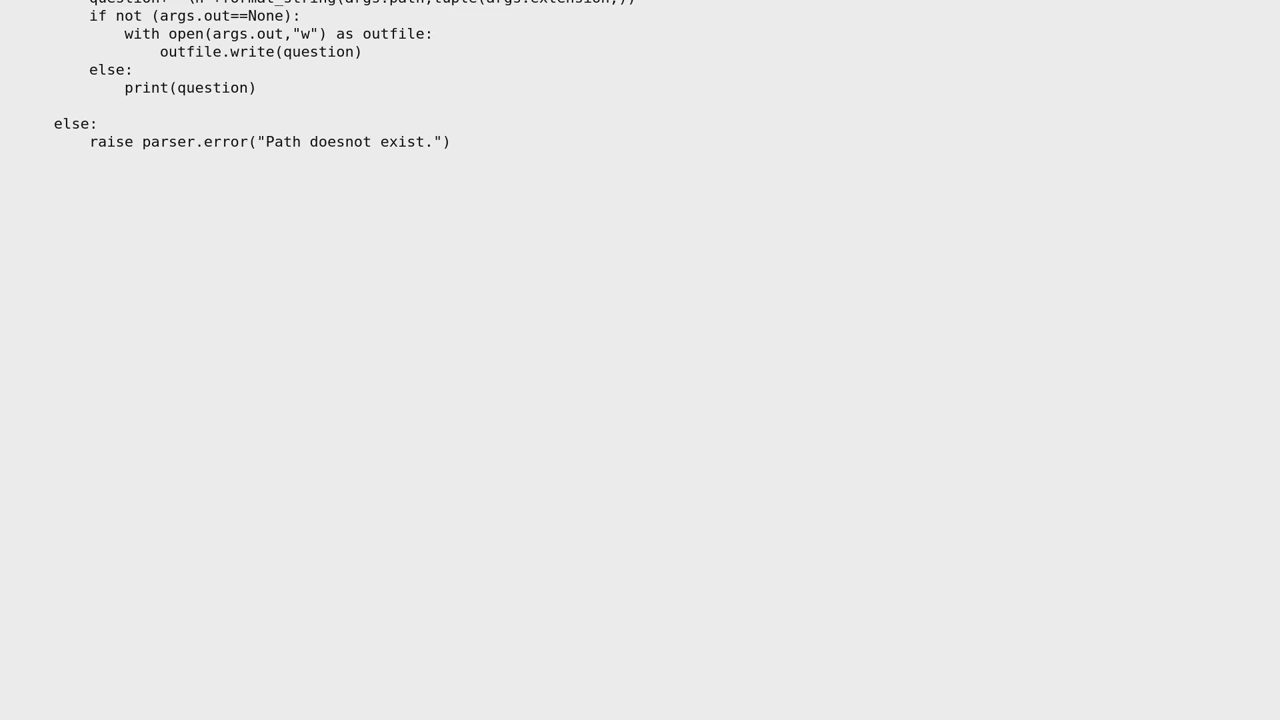 if not (args.out==None):
with open(args.out,"w") as outfile:
outfile.write(question)
else:
print(question)
else:
raise parser.error("Path doesnot exist.")